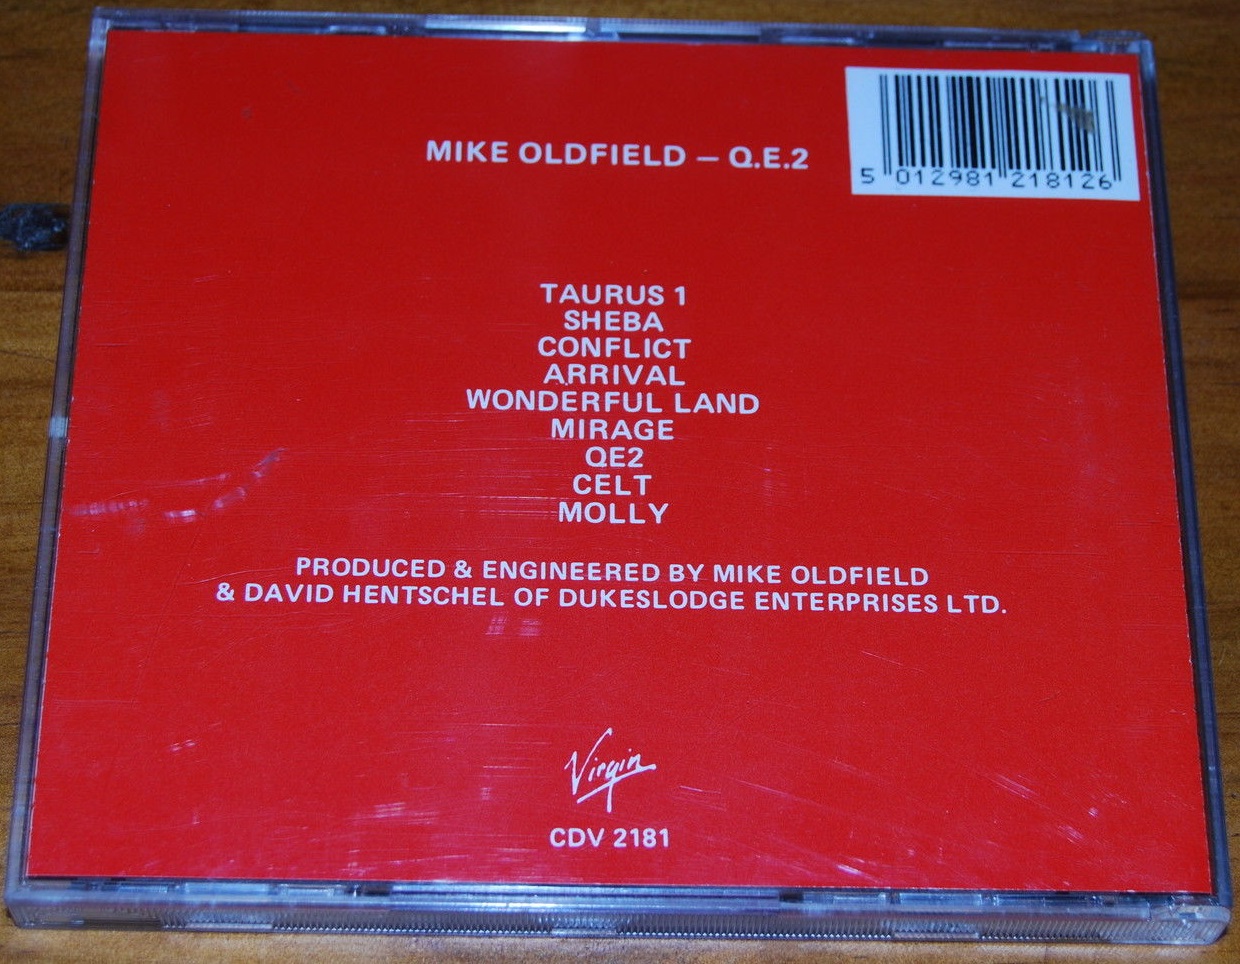 MIKE OLDFIELD – Q.E.2
5 012981 218126
TAURUS 1
SHEBA
CONFLICT
ARRIVAL
WONDERFUL LAND
MIRAGE
QE2
CELT
MOLLY
PRODUCED & ENGINEERED BY MIKE OLDFIELD
& DAVID HENTSCHEL OF DUKESLODGE ENTERPRISES LTD.
Virgin
CDV 2181